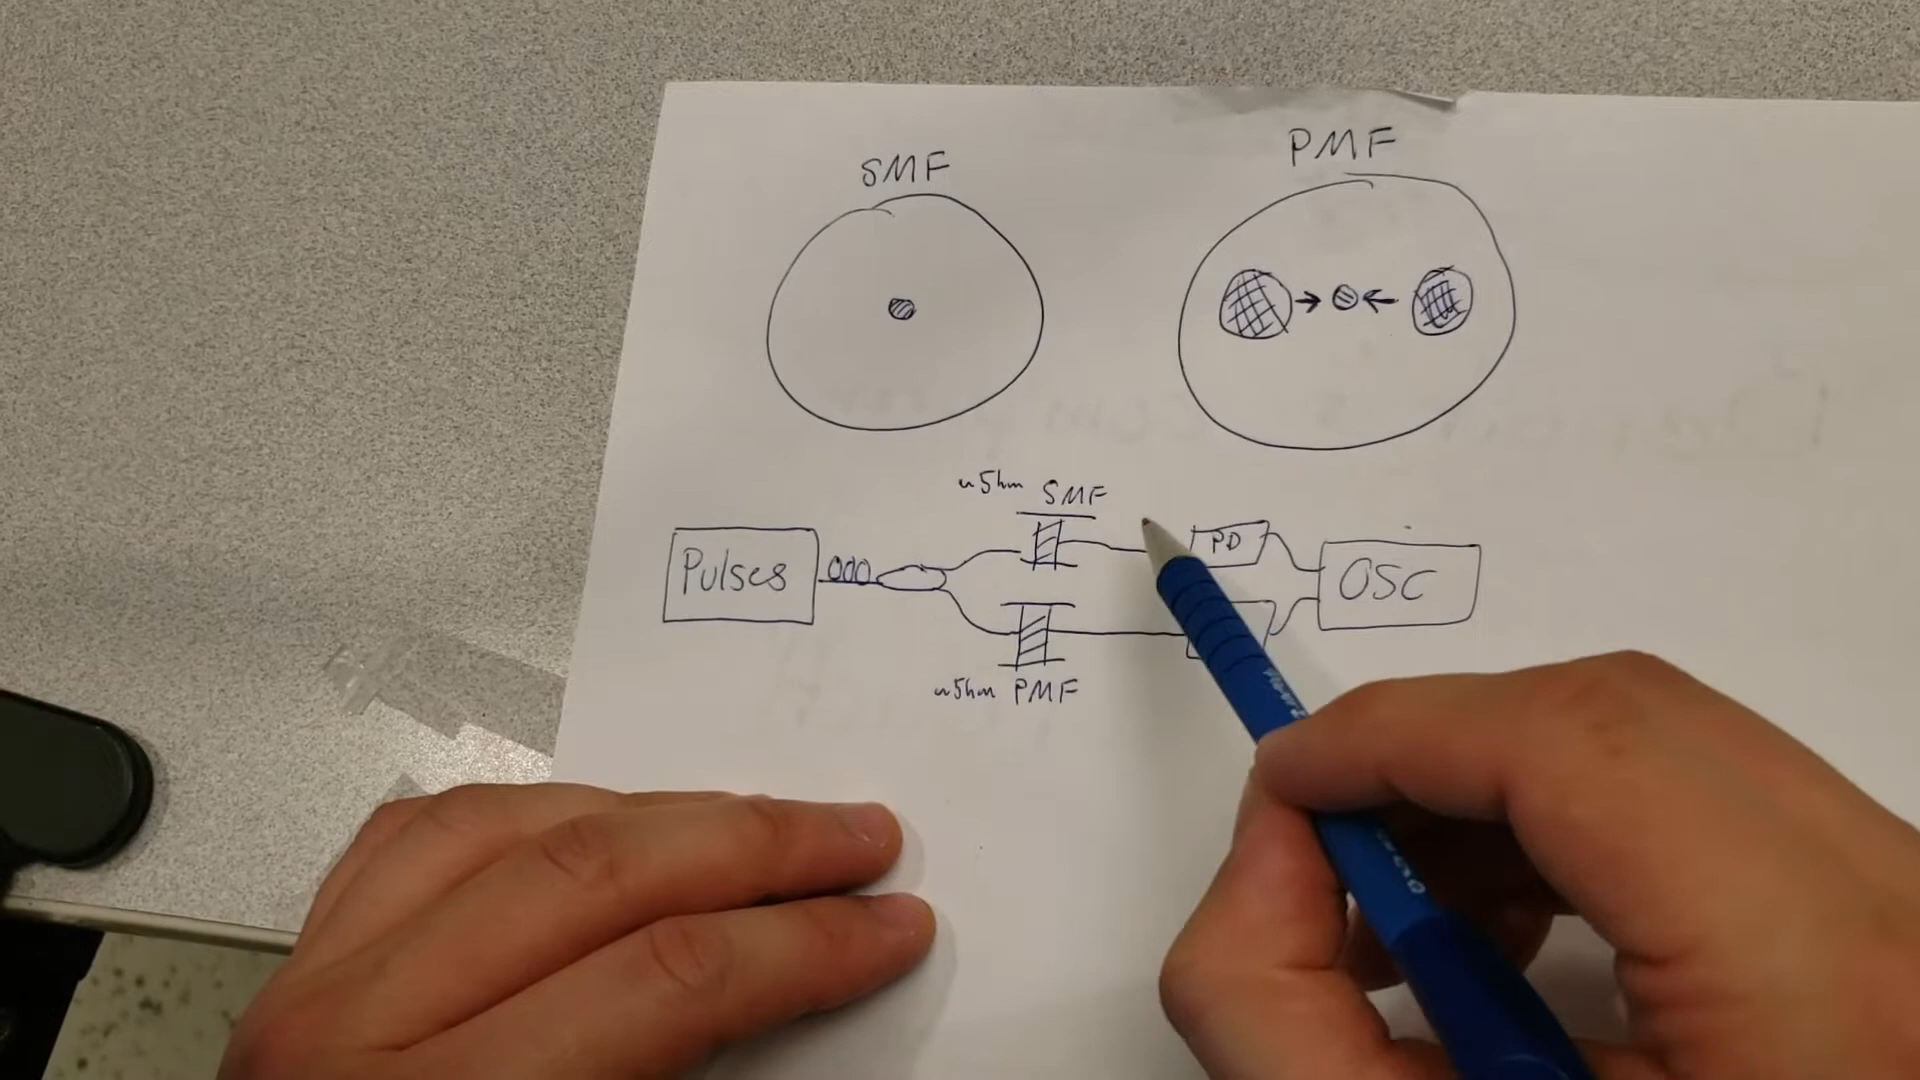 SMF
PMF
~5km SMF
Pulses
PD
OSC
~5km PMF